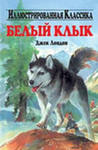 Иллюстрированная Классика
БЕЛЫЙ КЛЫК
Джек Лондон